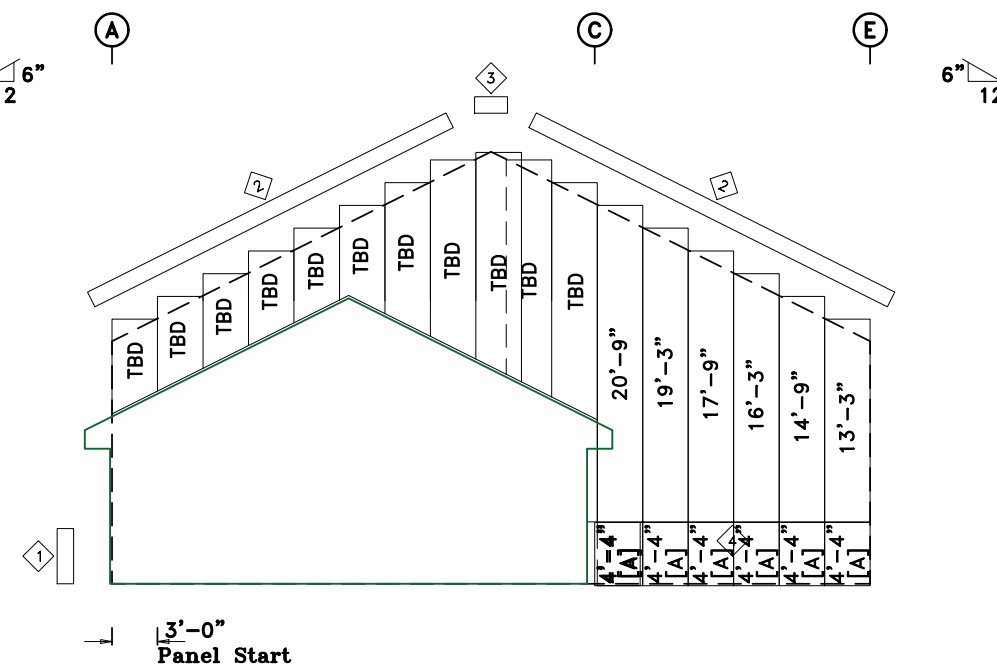 A
C
E
6"
2
6"
12
3
2
2
TBD
TBD
TBD
TBD
TBD
TBD
TBD
TBD
TBD
TBD
TBD
20'-9"
19'-3"
17'-9"
16'-3"
14'-9"
13'-3"
1
4'-4"
[A]
4'-4"
[A]
4'-4"
[A]
4
4'-4"
[A]
4'-4"
[A]
4'-4"
[A]
3'-0"
Panel Start